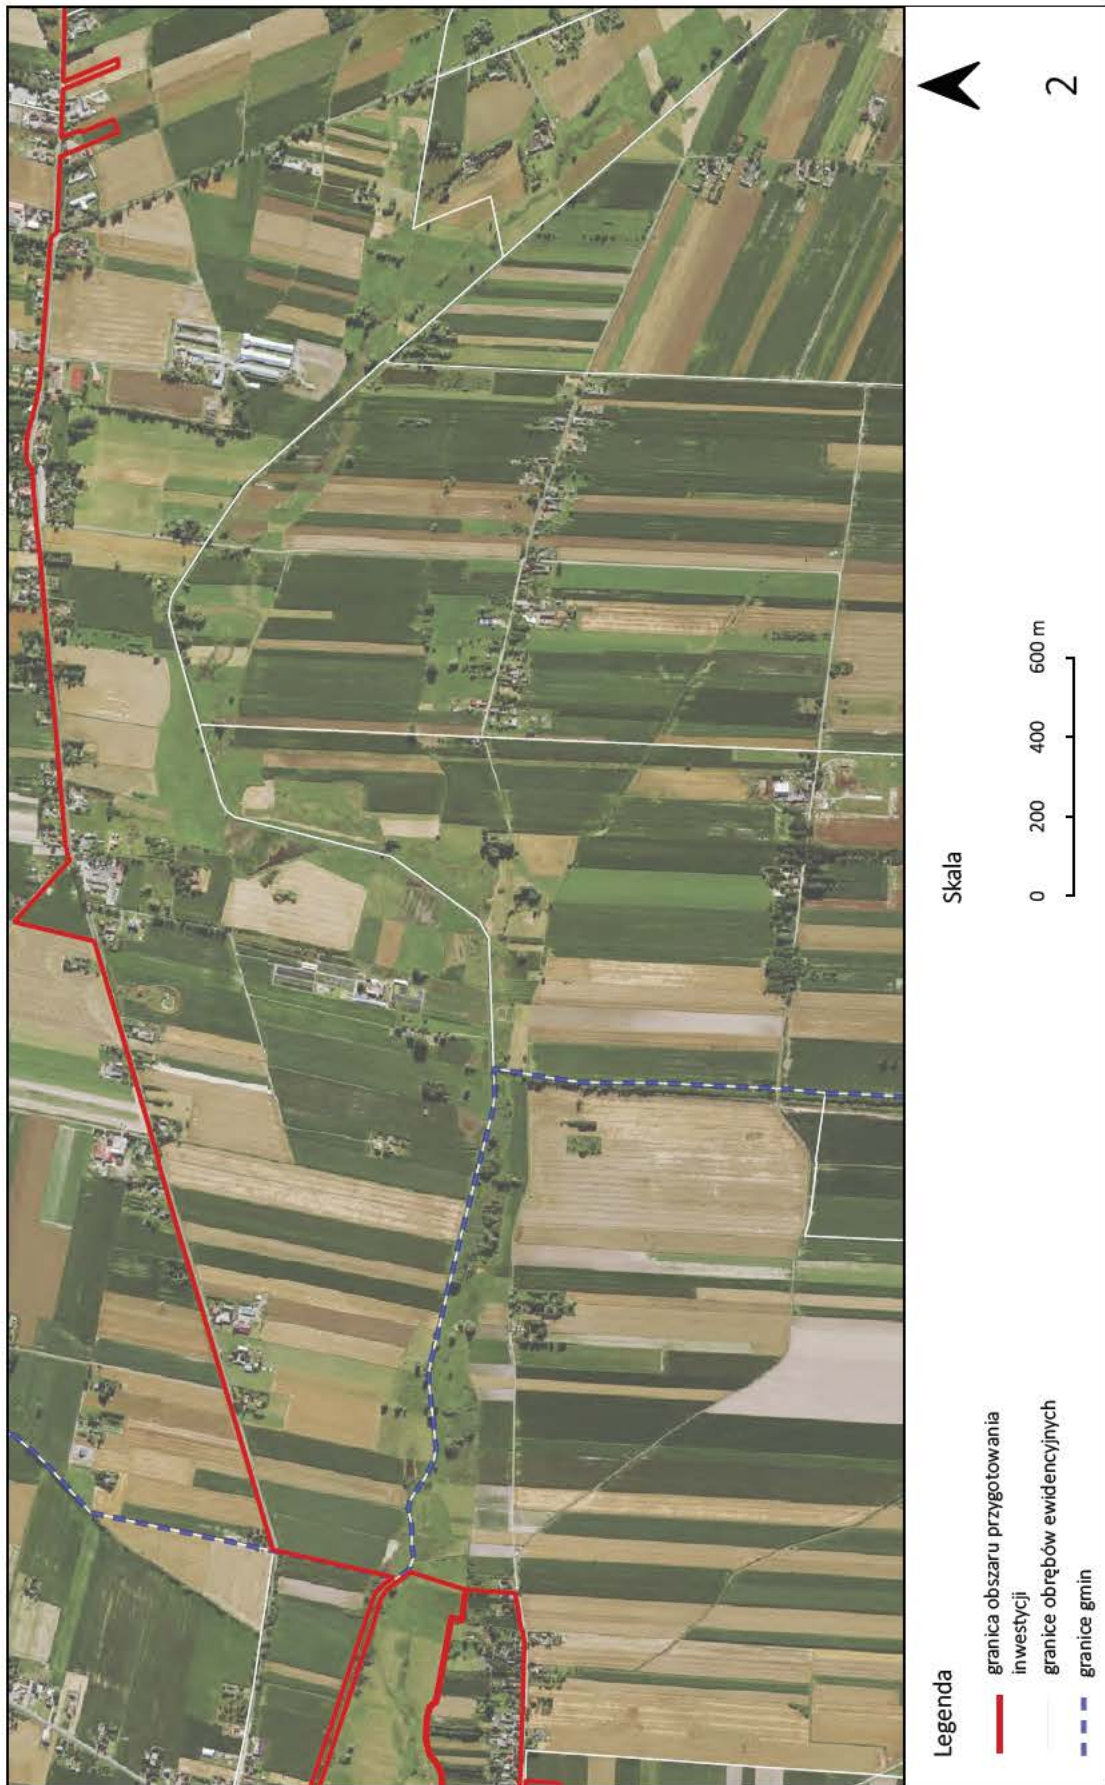 Legenda
granica obszaru przygotowania
inwestycji
granice obrębów ewidencyjnych
granice gmin
Skala
0 200 400 600 m
2